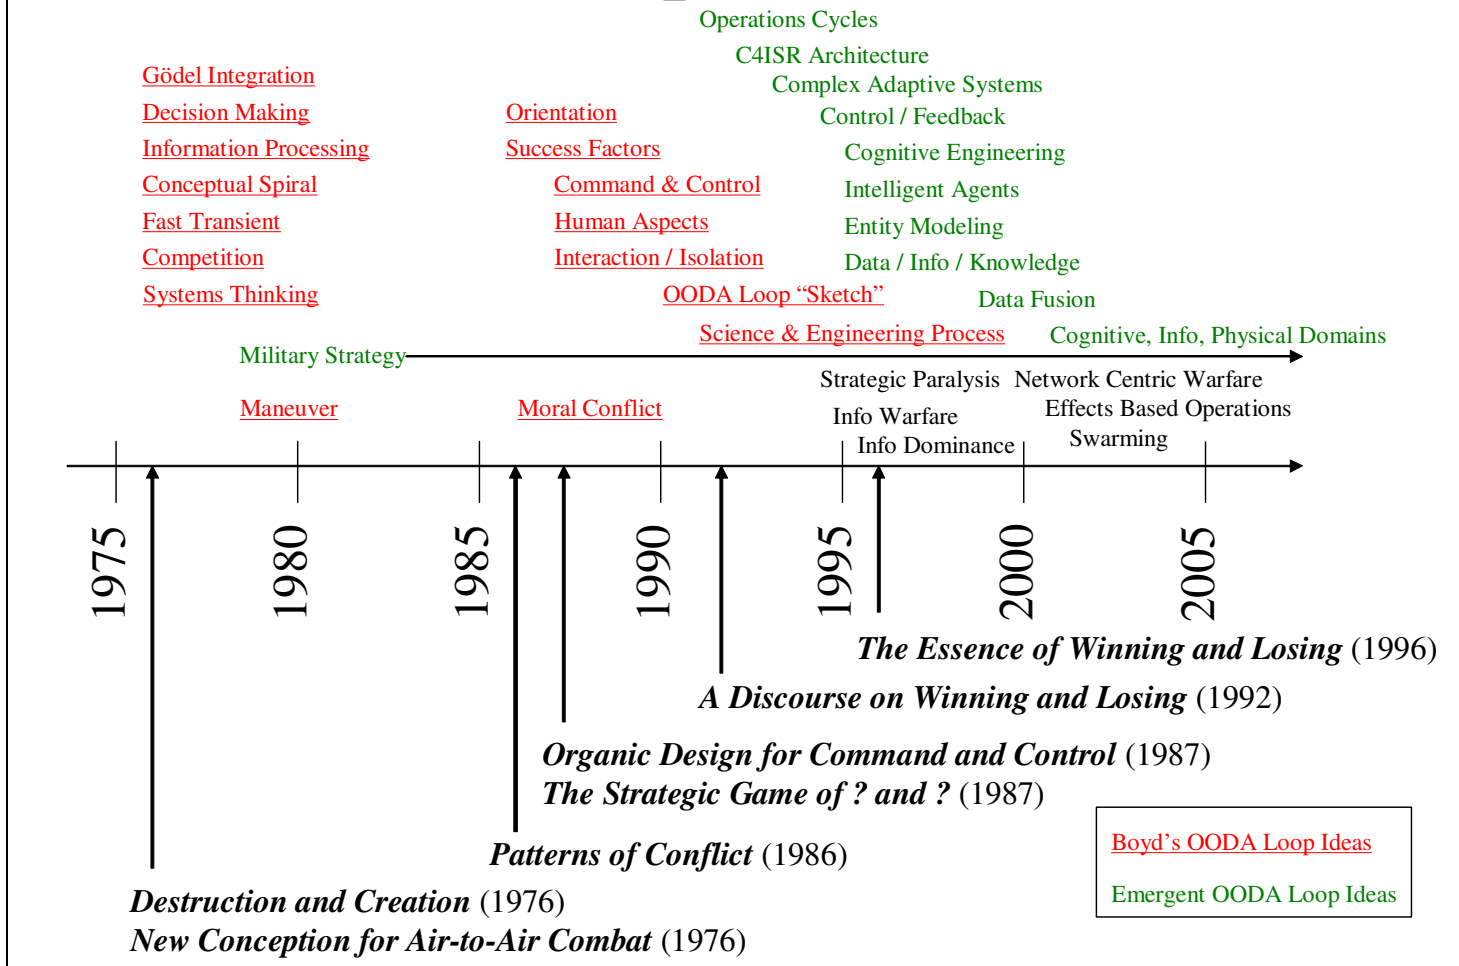 Operations Cycles
C4ISR Architecture
Gödel Integration
Complex Adaptive Systems
Decision Making
Orientation
Control / Feedback
Information Processing
Success Factors
Cognitive Engineering
Conceptual Spiral
Command & Control
Intelligent Agents
Fast Transient
Human Aspects
Entity Modeling
Competition
Interaction / Isolation
Data / Info / Knowledge
Systems Thinking
OODA Loop “Sketch”
Data Fusion
Science & Engineering Process
Cognitive, Info, Physical Domains
Military Strategy
Strategic Paralysis
Network Centric Warfare
Maneuver
Moral Conflict
Info Warfare
Effects Based Operations
Info Dominance
Swarming
1975
1980
1985
1990
1995
2000
2005
The Essence of Winning and Losing (1996)
A Discourse on Winning and Losing (1992)
Organic Design for Command and Control (1987)
The Strategic Game of ? and ? (1987)
Patterns of Conflict (1986)
Destruction and Creation (1976)
New Conception for Air-to-Air Combat (1976)
Boyd’s OODA Loop Ideas
Emergent OODA Loop Ideas